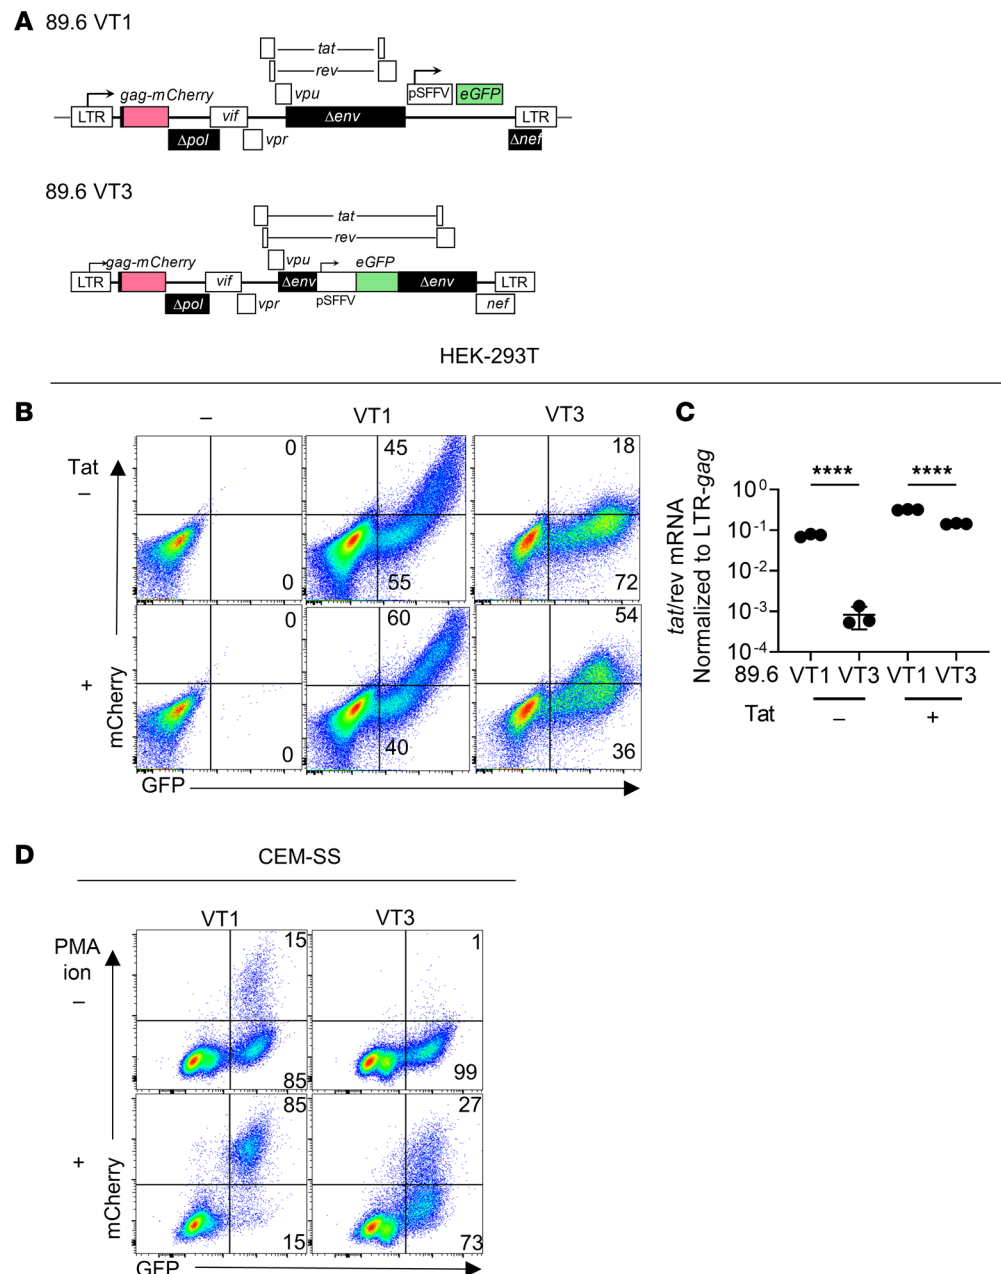 A 89.6 VT1
tat
rev
vpu
pSFFV eGFP
gag-mCherry
LTR vif Δenv LTR
Δpol vpr Δnef
89.6 VT3
tat
rev
vpu eGFP
gag-mCherry
LTR vif Δenv Δenv LTR
Δpol vpr pSFFV nef
HEK-293T
B – VT1 VT3
Tat
–
0 45 18
0 55 72
+
0 60 54
0 40 36
mCherry
GFP
C
**** ****
tat/rev mRNA
Normalized to LTR-gag
10⁰
10⁻¹
10⁻²
10⁻³
10⁻⁴
89.6 VT1 VT3 VT1 VT3
Tat – +
D CEM-SS
VT1 VT3
PMA
ion
–
15 1
85 99
+
85 27
15 73
mCherry
GFP